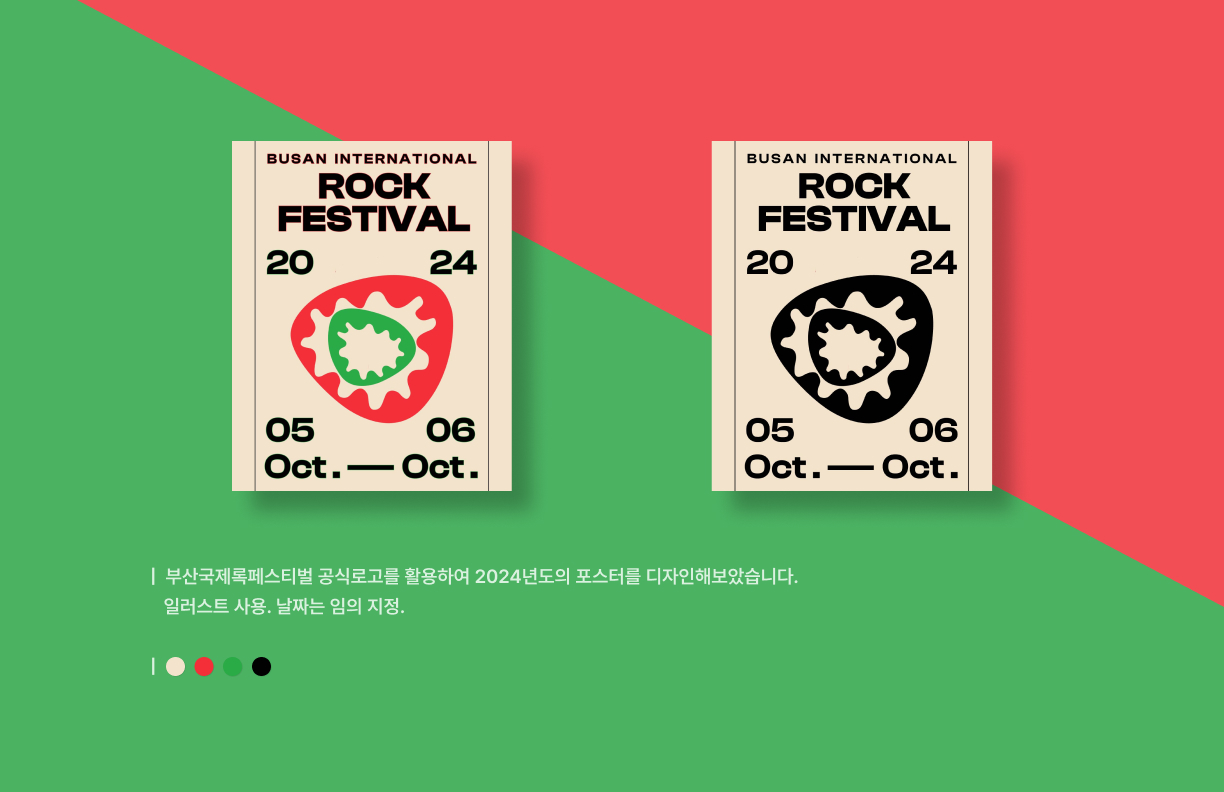 BUSAN INTERNATIONAL
ROCK
FESTIVAL
20 24
05 06
Oct.— Oct.
BUSAN INTERNATIONAL
ROCK
FESTIVAL
20 24
05 06
Oct.— Oct.
| 부산국제록페스티벌 공식로고를 활용하여 2024년도의 포스터를 디자인해보았습니다.
일러스트 사용. 날짜는 임의 지정.